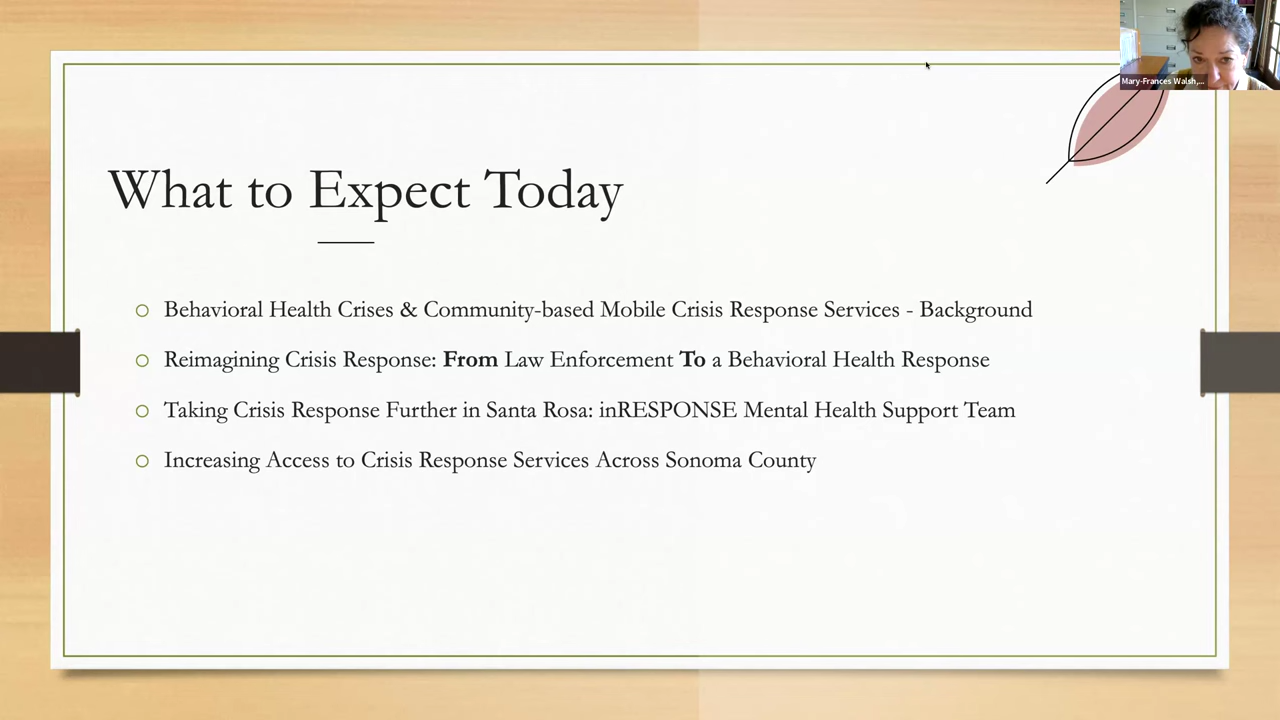 Mary-Frances Walsh,...
What to Expect Today
Behavioral Health Crises & Community-based Mobile Crisis Response Services - Background
Reimagining Crisis Response: From Law Enforcement To a Behavioral Health Response
Taking Crisis Response Further in Santa Rosa: inRESPONSE Mental Health Support Team
Increasing Access to Crisis Response Services Across Sonoma County